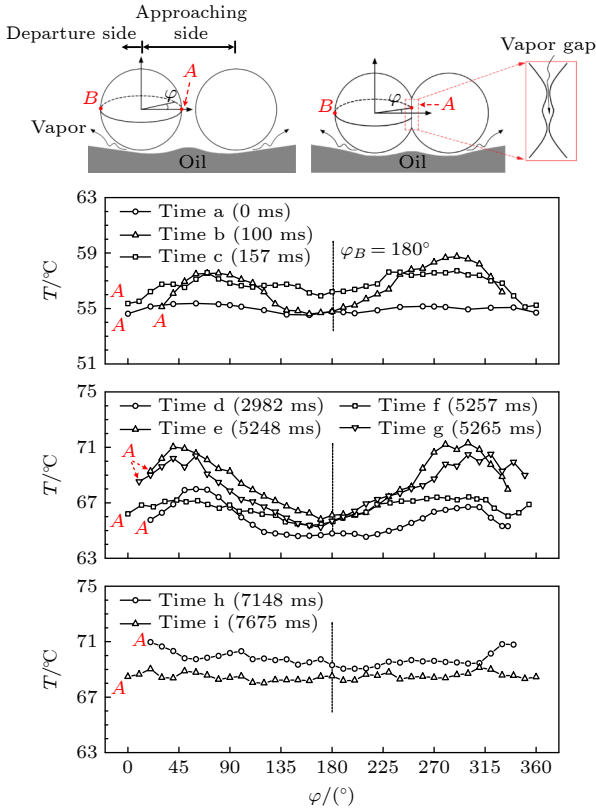 Departure side
Approaching side
Vapor gap
B
φ
A
Vapor
Oil
B
φ
A
Oil
63
59
55
51
T/°C
Time a (0 ms)
Time b (100 ms)
Time c (157 ms)
φB = 180°
A
A
A
75
71
67
63
T/°C
Time d (2982 ms)
Time e (5248 ms)
Time f (5257 ms)
Time g (5265 ms)
A
A
A
75
71
67
63
T/°C
Time h (7148 ms)
Time i (7675 ms)
A
A
0 45 90 135 180 225 270 315 360
φ/(°)